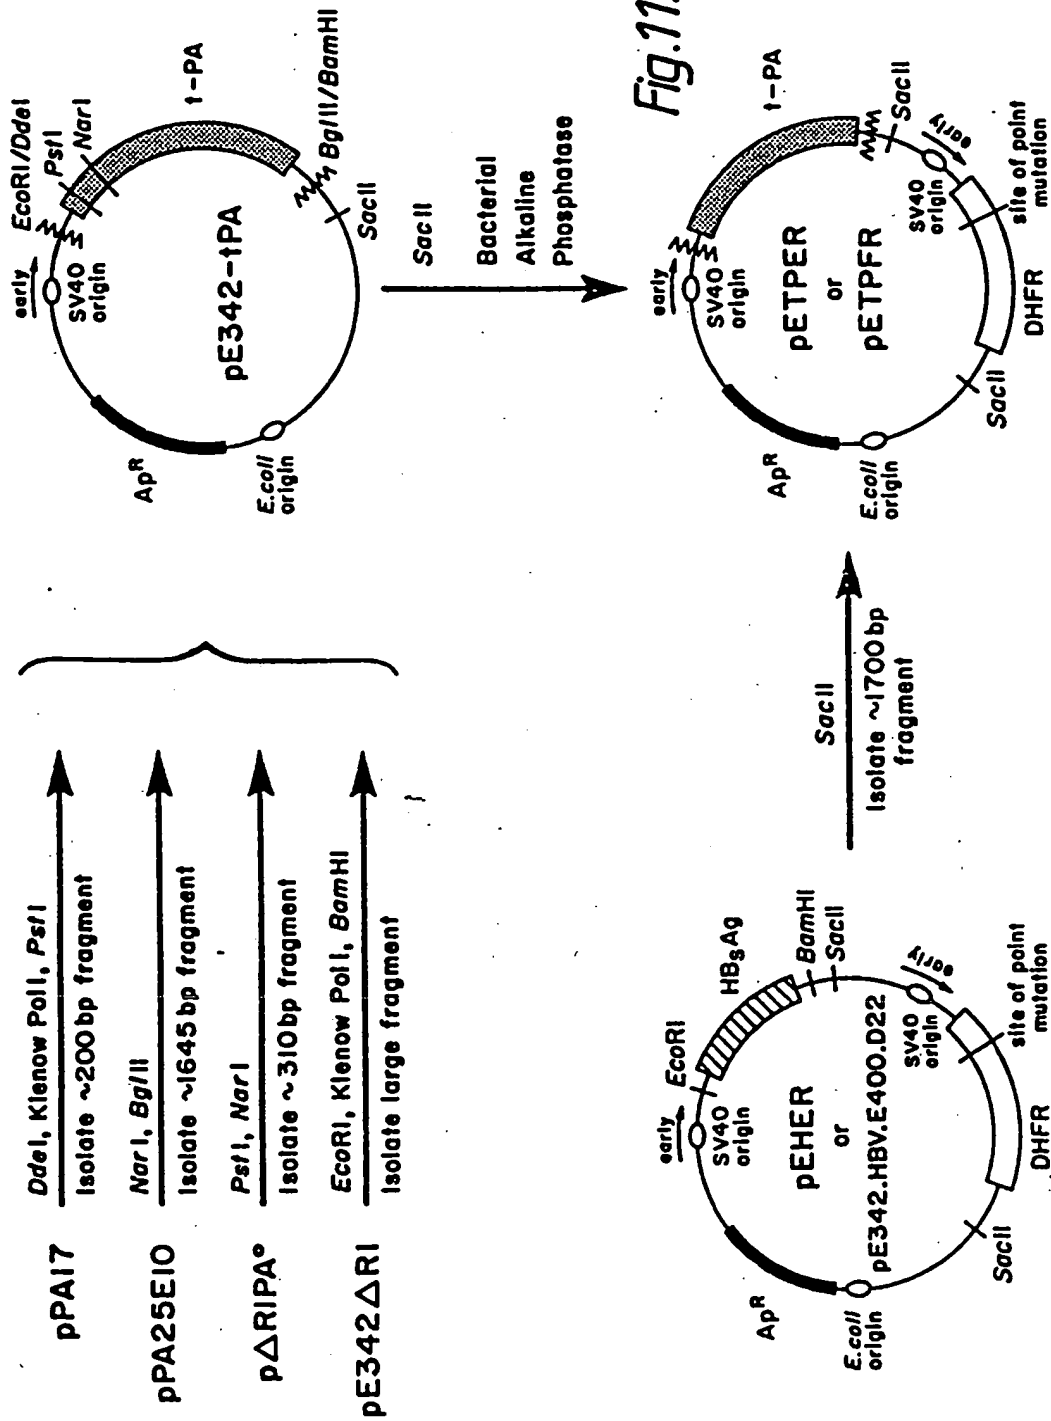 pPA17
DdeI, Klenow PolI, PstI
Isolate ~200bp fragment
pPA25E10
NarI, BglII
Isolate ~1645bp fragment
pΔRIPA°
PstI, NarI
Isolate ~310bp fragment
pE342ΔR1
EcoRI, Klenow PolI, BamHI
Isolate large fragment
early
SV40
origin
EcoRI/DdeI
PstI
NarI
t-PA
BglII/BamHI
SacII
pE342-tPA
ApR
E.coli
origin
SacII
Bacterial
Alkaline
Phosphatase
early
SV40
origin
EcoRI
HBsAg
BamHI
SacII
pEHER
or
pE342.HBV.E400.D22
SV40
origin
early
site of point
mutation
DHFR
SacII
E.coli
origin
ApR
SacII
Isolate ~1700bp
fragment
early
SV40
origin
t-PA
SacII
pETPER
or
pETPFR
SV40
origin
early
site of point
mutation
DHFR
SacII
E.coli
origin
ApR
Fig.11.